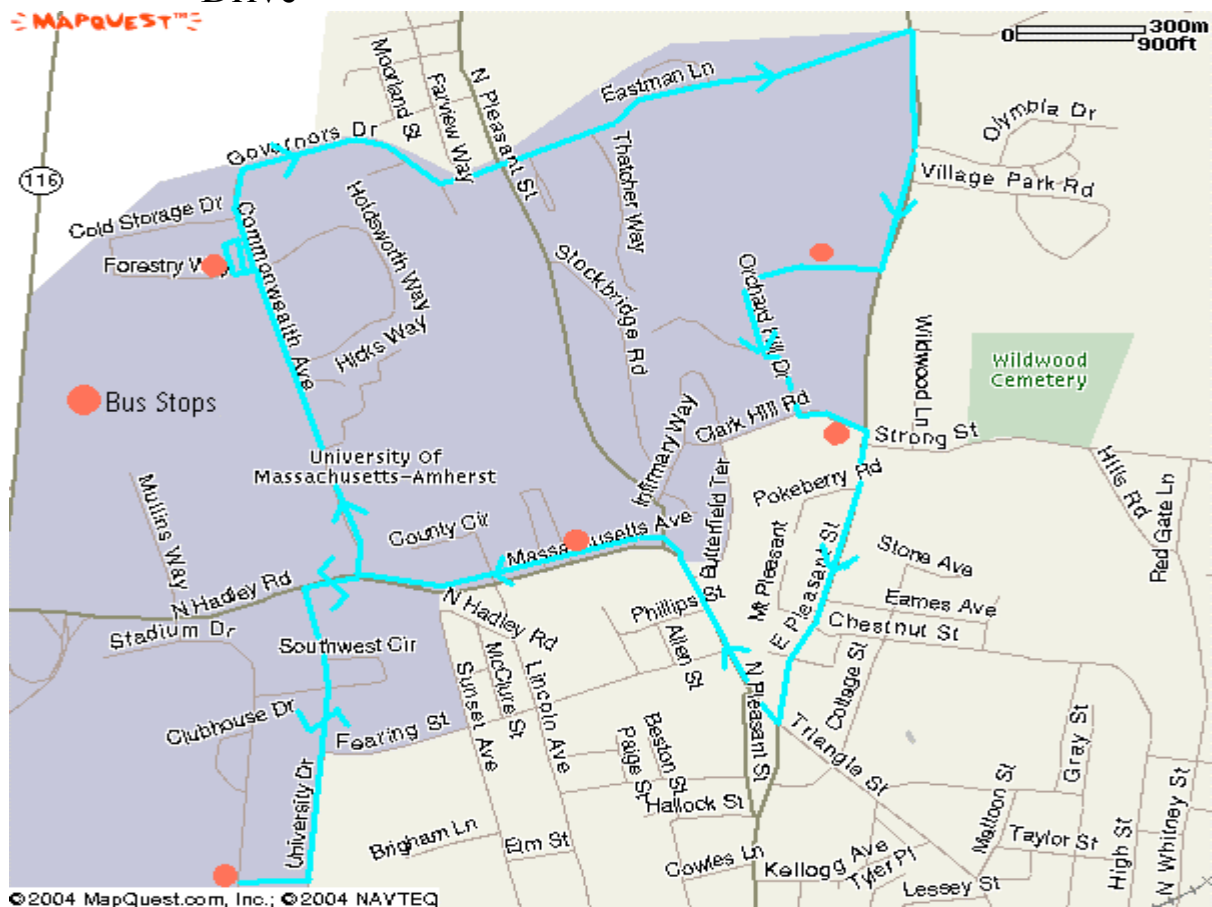 Drive
MAPQUEST™
0 300m
900ft
Moorland St
Farview Way
N Pleasant St
Eastman Ln
Olympia Dr
Governors Dr
Thatcher Way
Village Park Rd
116
Cold Storage Dr
Commonwealth Ave
Holdsworth Way
Forestry W
Stockbridge Rd
Orchard Hill Dr
Hicks Way
Wildwood Ln
Wildwood
Cemetery
Bus Stops
Infirmary Way
Clark Hill Rd
Strong St
University of
Massachusetts-Amherst
Butterfield Ter
Pokeberry Rd
Hills Rd
Red Gate Ln
Mullins Way
County Cir
Massachusetts Ave
Mt Pleasant
E Pleasant St
Stone Ave
N Hadley Rd
Eames Ave
Stadium Dr
N Hadley Rd
Phillips St
Chestnut St
Southwest Cir
Allen St
Sunset Ave
McClure St
Lincoln Ave
N Pleasant St
Cottage St
Clubhouse Dr
Fearing St
Triangle St
Gray St
Beston St
Paige St
University Dr
Hallock St
Mattoon St
Brigham Ln
Elm St
Taylor St
High St
N Whitney St
Cowles Ln
Kellogg Ave
Tyler Pl
Lessey St
©2004 MapQuest.com, Inc.; ©2004 NAVTEQ